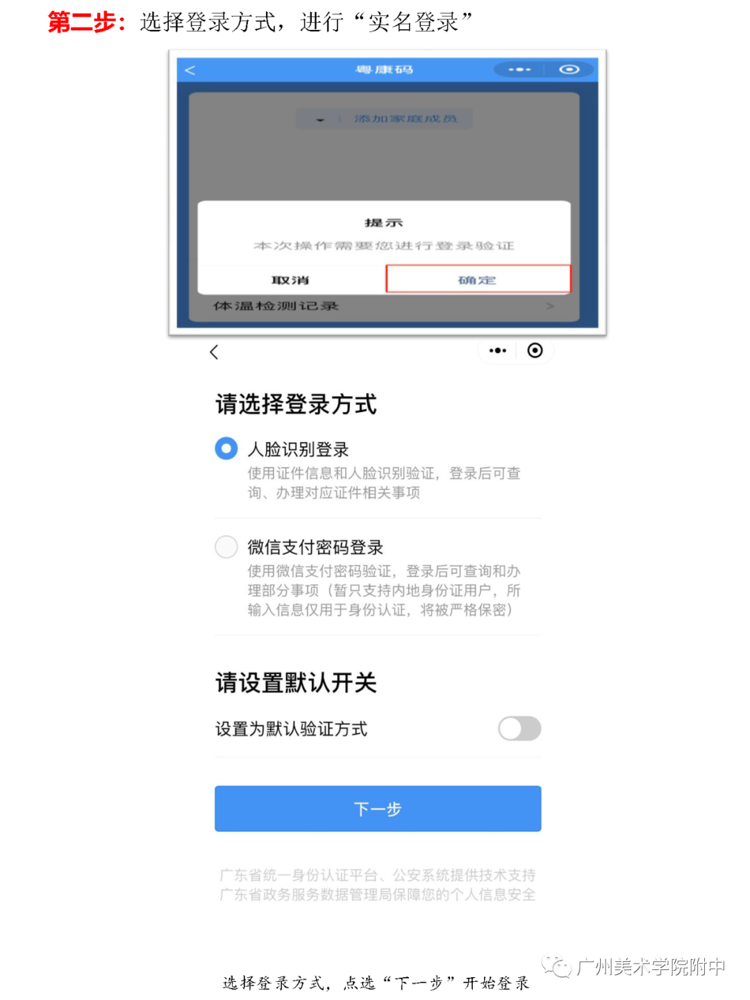 第二步：选择登录方式，进行“实名登录”
粤康码
添加家庭成员
提示
本次操作需要您进行登录验证
取消
确定
体温检测记录
请选择登录方式
人脸识别登录
使用证件信息和人脸识别验证，登录后可查
询、办理对应证件相关事项
微信支付密码登录
使用微信支付密码验证，登录后可查询和办
理部分事项（暂只支持内地身份证用户，所
输入信息仅用于身份认证，将被严格保密）
请设置默认开关
设置为默认验证方式
下一步
广东省统一身份认证平台、公安系统提供技术支持
广东省政务服务数据管理局保障您的个人信息安全
广州美术学院附中
选择登录方式，点选“下一步”开始登录